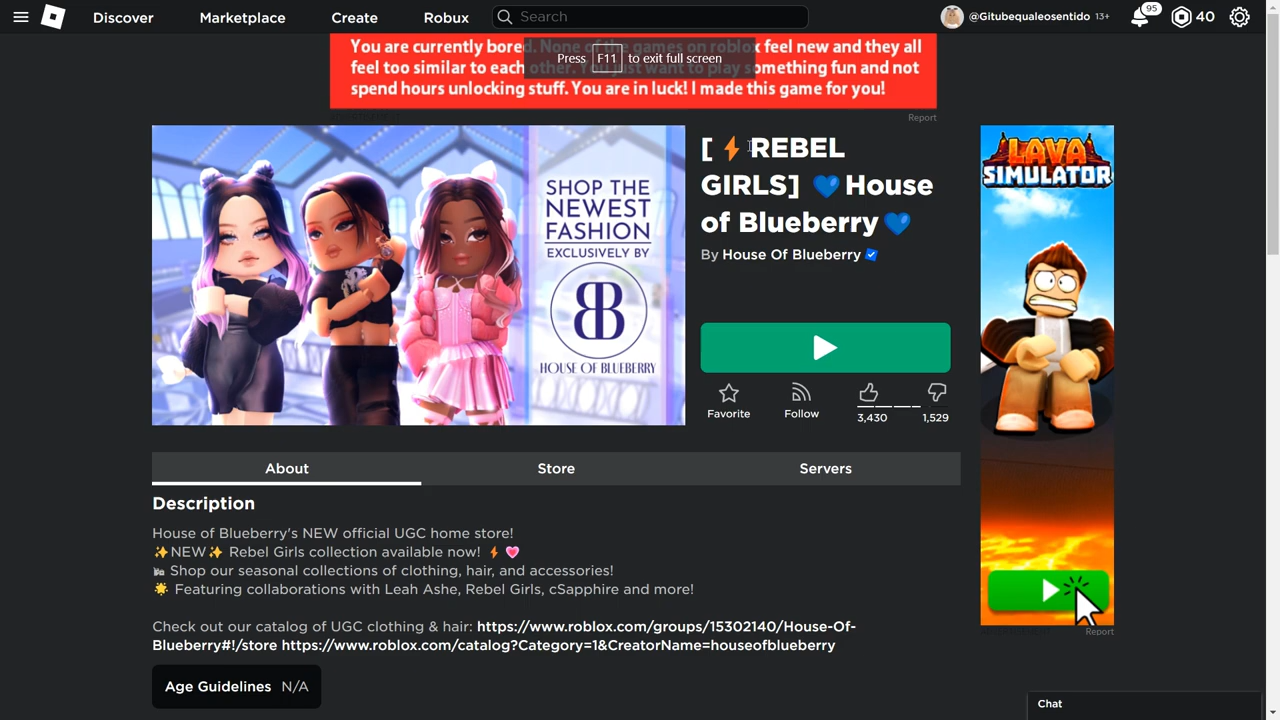 Discover Marketplace Create Robux Search @Gitubequaleosentido 13+ 95 40
You are currently bored. None of the games on roblox feel new and they all
feel too similar to each other. You just want to play something fun and not
spend hours unlocking stuff. You are in luck! I made this game for you!
Press F11 to exit full screen
Report
SHOP THE
NEWEST
FASHION
EXCLUSIVELY BY
HOUSE OF BLUEBERRY
[ ⚡REBEL
GIRLS] 💙House
of Blueberry💙
By House Of Blueberry
Favorite Follow 3,430 1,529
LAVA
SIMULATOR
Report
About Store Servers
Description
House of Blueberry's NEW official UGC home store!
✨NEW✨ Rebel Girls collection available now! ⚡💗
🛍 Shop our seasonal collections of clothing, hair, and accessories!
🌟 Featuring collaborations with Leah Ashe, Rebel Girls, cSapphire and more!
Check out our catalog of UGC clothing & hair: https://www.roblox.com/groups/15302140/House-Of-
Blueberry#!/store https://www.roblox.com/catalog?Category=1&CreatorName=houseofblueberry
Age Guidelines N/A
Chat